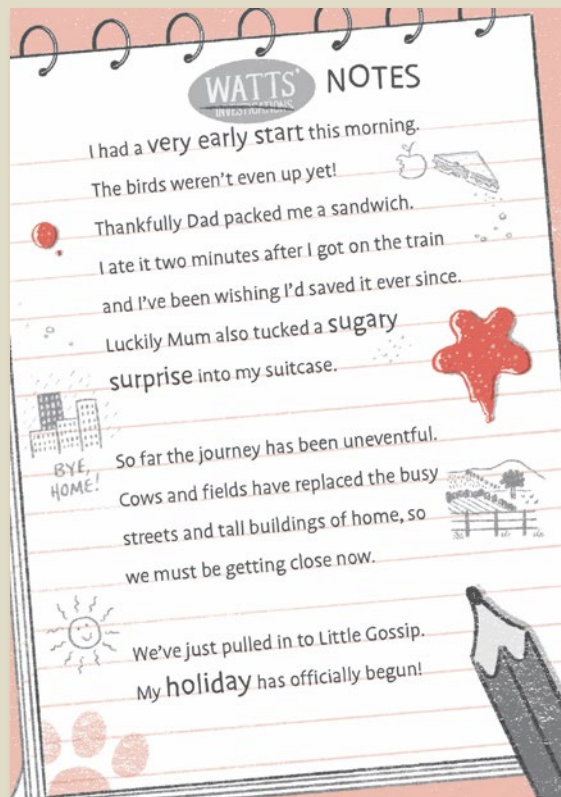 WATTS' INVESTIGATIONS NOTES
I had a very early start this morning.
The birds weren't even up yet!
Thankfully Dad packed me a sandwich.
I ate it two minutes after I got on the train
and I've been wishing I'd saved it ever since.
Luckily Mum also tucked a sugary
surprise into my suitcase.
So far the journey has been uneventful.
BYE,
HOME!
Cows and fields have replaced the busy
streets and tall buildings of home, so
we must be getting close now.
We've just pulled in to Little Gossip.
My holiday has officially begun!